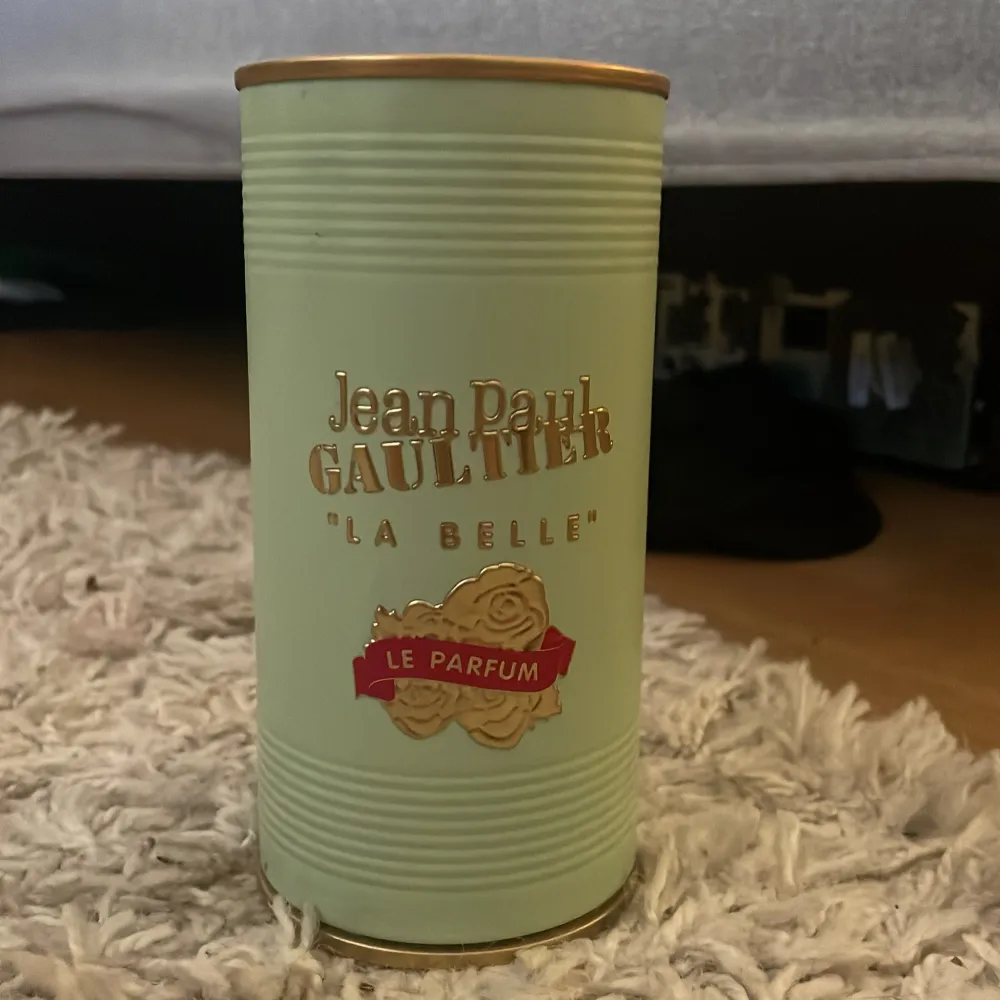 Jean Paul
GAULTIER
"LA BELLE"
LE PARFUM